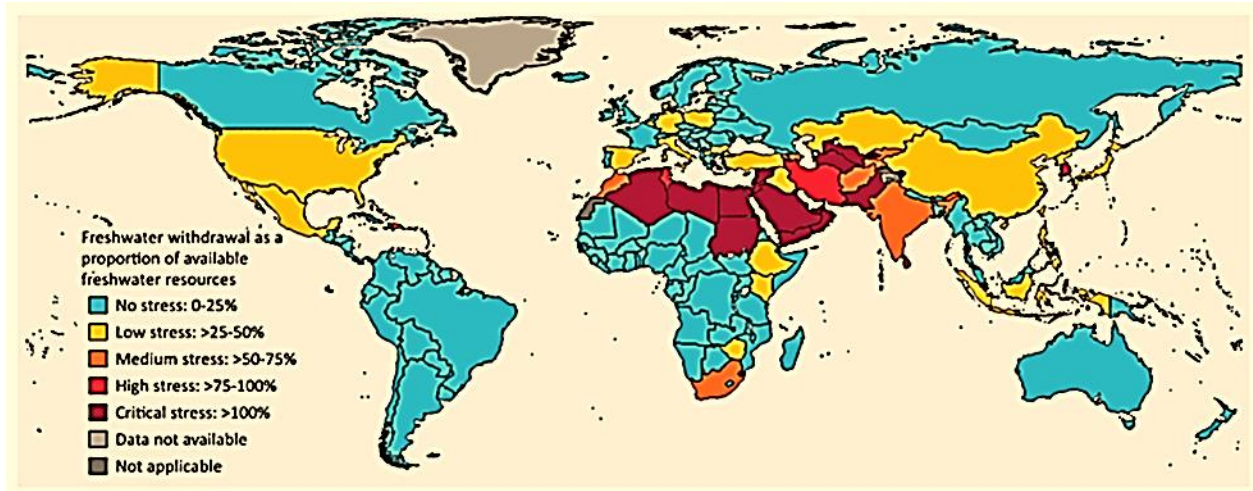 Freshwater withdrawal as a
proportion of available
freshwater resources
No stress: 0-25%
Low stress: >25-50%
Medium stress: >50-75%
High stress: >75-100%
Critical stress: >100%
Data not available
Not applicable